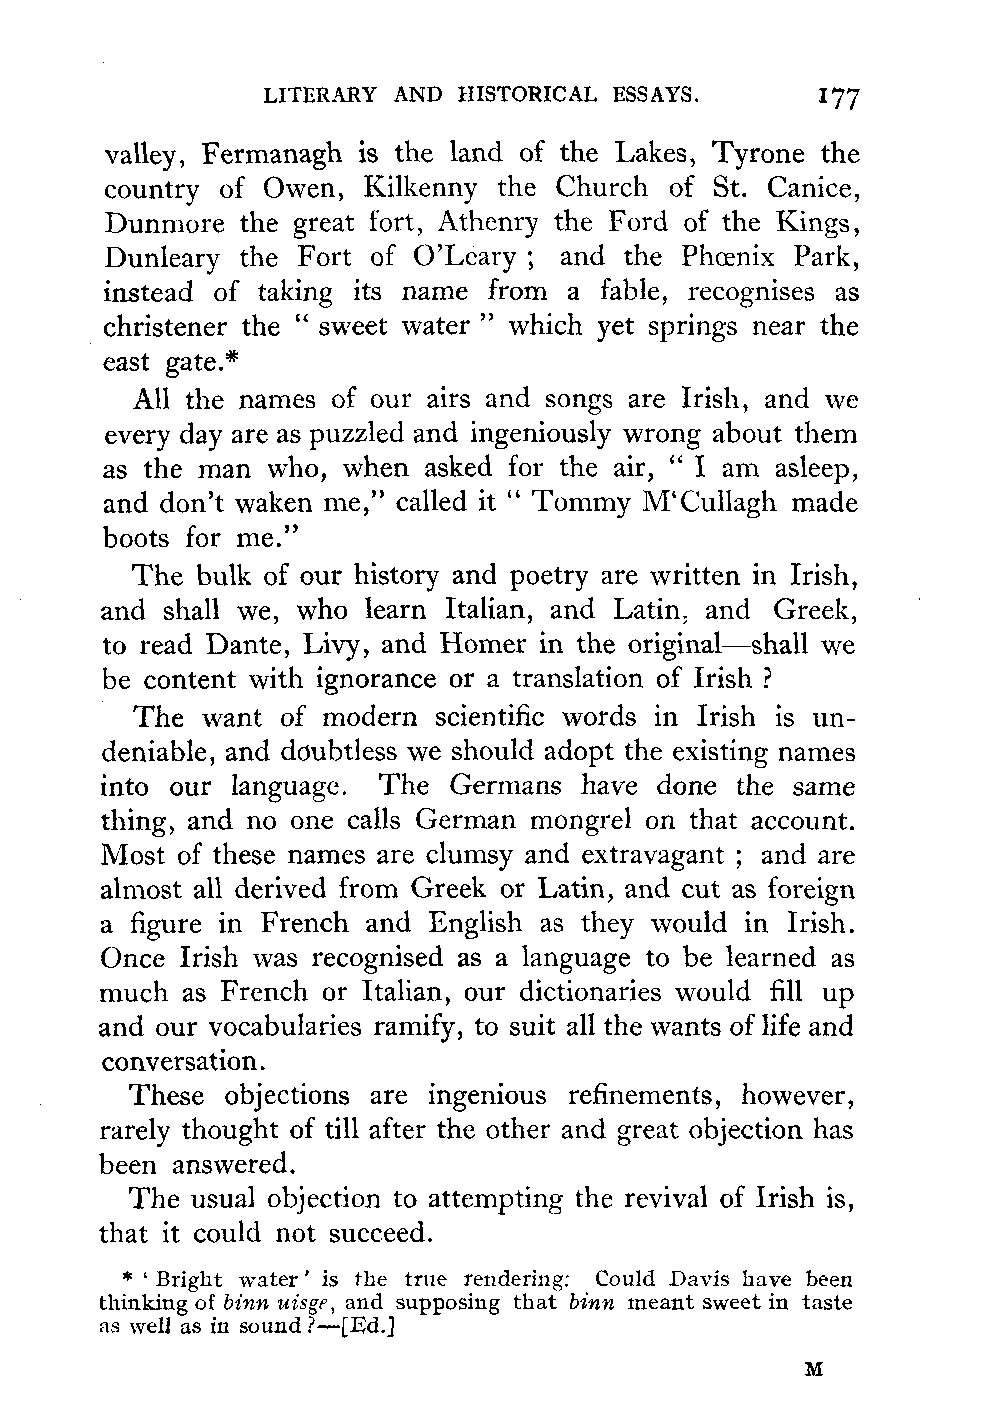 LITERARY AND HISTORICAL ESSAYS. 177
valley, Fermanagh is the land of the Lakes, Tyrone the
country of Owen, Kilkenny the Church of St. Canice,
Dunmore the great fort, Athenry the Ford of the Kings,
Dunleary the Fort of O'Leary ; and the Phœnix Park,
instead of taking its name from a fable, recognises as
christener the “ sweet water ” which yet springs near the
east gate.*
All the names of our airs and songs are Irish, and we
every day are as puzzled and ingeniously wrong about them
as the man who, when asked for the air, “ I am asleep,
and don't waken me,” called it “ Tommy M‘Cullagh made
boots for me.”
The bulk of our history and poetry are written in Irish,
and shall we, who learn Italian, and Latin, and Greek,
to read Dante, Livy, and Homer in the original—shall we
be content with ignorance or a translation of Irish ?
The want of modern scientific words in Irish is un-
deniable, and doubtless we should adopt the existing names
into our language. The Germans have done the same
thing, and no one calls German mongrel on that account.
Most of these names are clumsy and extravagant ; and are
almost all derived from Greek or Latin, and cut as foreign
a figure in French and English as they would in Irish.
Once Irish was recognised as a language to be learned as
much as French or Italian, our dictionaries would fill up
and our vocabularies ramify, to suit all the wants of life and
conversation.
These objections are ingenious refinements, however,
rarely thought of till after the other and great objection has
been answered.
The usual objection to attempting the revival of Irish is,
that it could not succeed.
* ‘ Bright water ’ is the true rendering: Could Davis have been
thinking of binn uisge, and supposing that binn meant sweet in taste
as well as in sound ?—[Ed.]
M